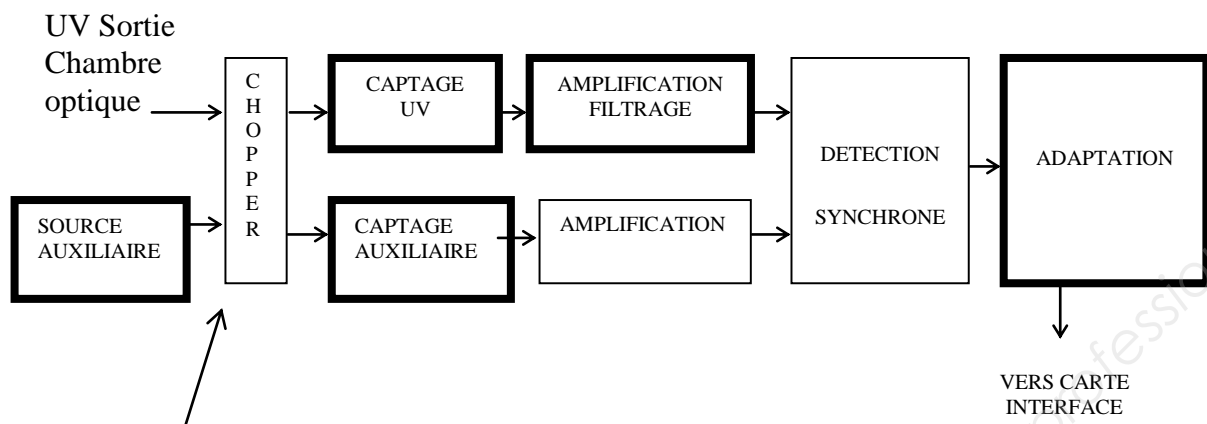 UV Sortie
Chambre
optique
C
H
O
P
P
E
R
CAPTAGE
UV
AMPLIFICATION
FILTRAGE
DETECTION
SYNCHRONE
ADAPTATION
SOURCE
AUXILIAIRE
CAPTAGE
AUXILIAIRE
AMPLIFICATION
VERS CARTE
INTERFACE